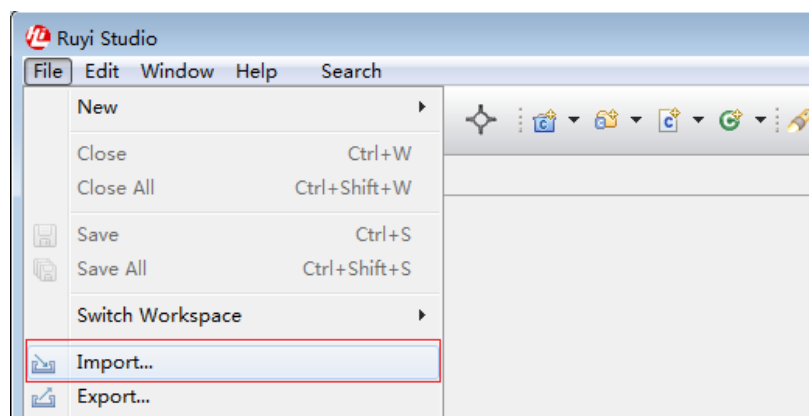 Ruyi Studio
File Edit Window Help Search
New
Close Ctrl+W
Close All Ctrl+Shift+W
Save Ctrl+S
Save All Ctrl+Shift+S
Switch Workspace
Import...
Export...